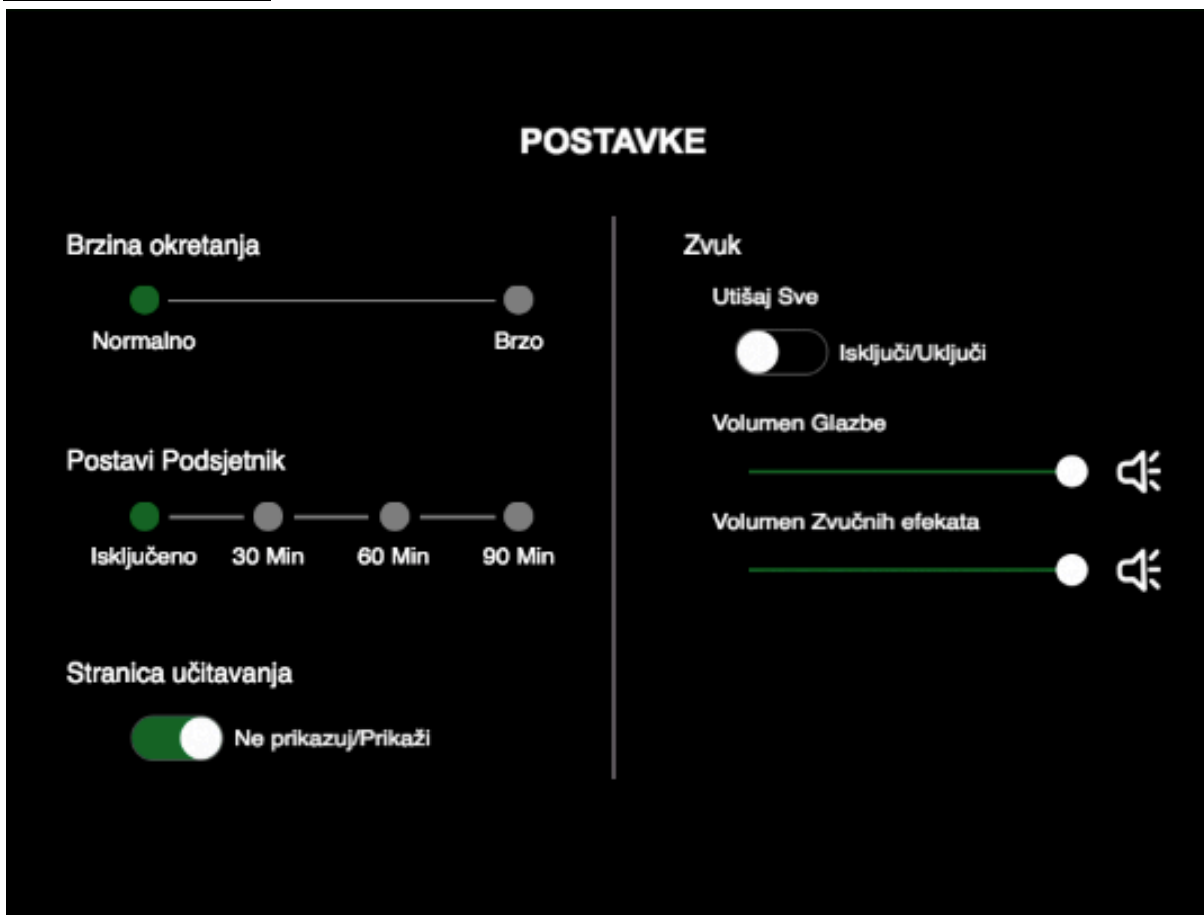 POSTAVKE
Brzina okretanja
Normalno
Brzo
Postavi Podsjetnik
Isključeno
30 Min
60 Min
90 Min
Stranica učitavanja
Ne prikazuj/Prikaži
Zvuk
Utišaj Sve
Isključi/Uključi
Volumen Glazbe
Volumen Zvučnih efekata